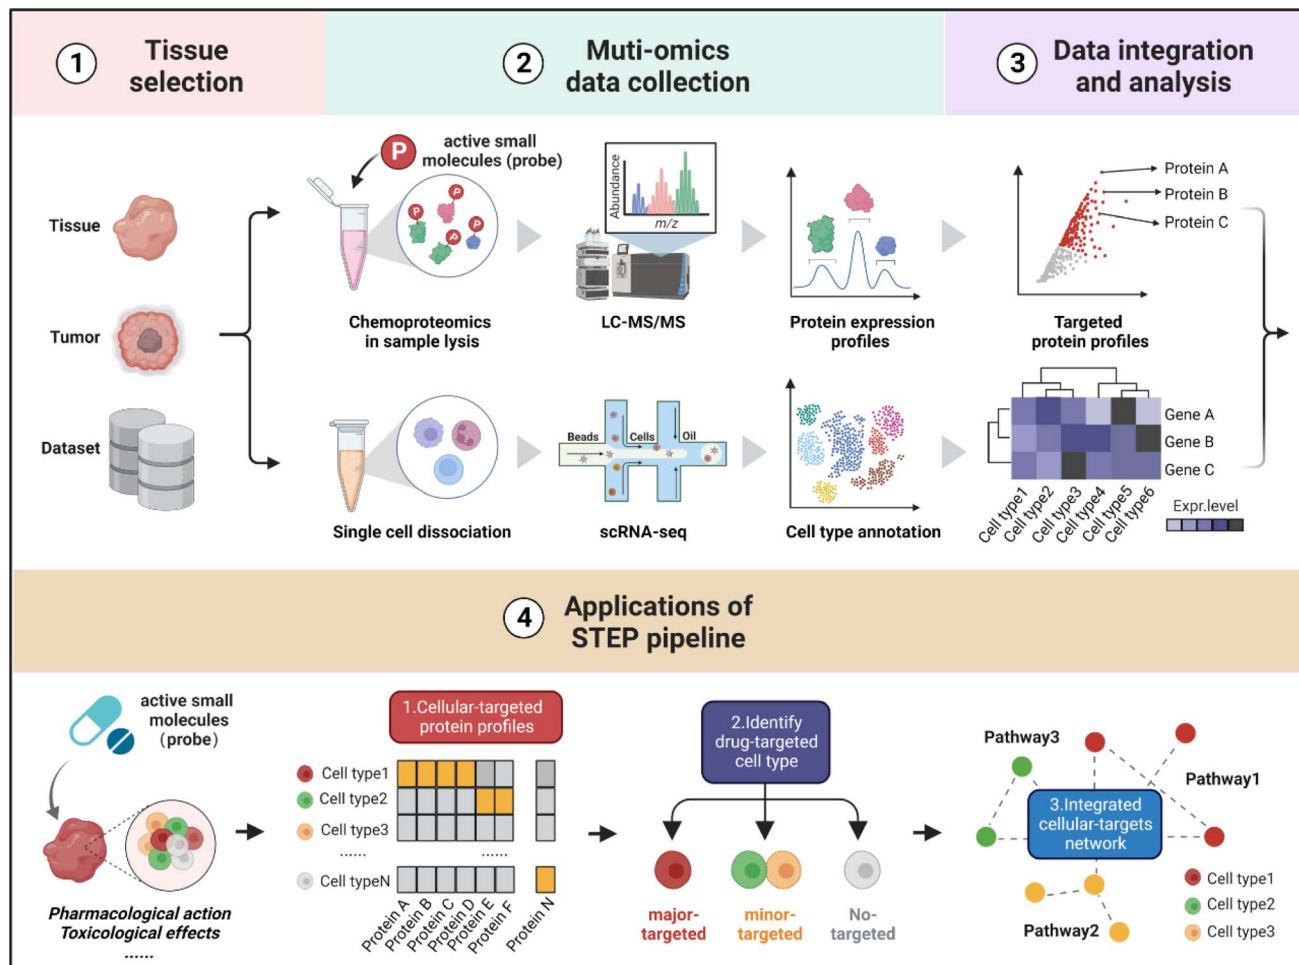 1
Tissue
selection
2
Muti-omics
data collection
3
Data integration
and analysis
P
active small
molecules (probe)
P
P
P
P
Abundance
m/z
Protein A
Protein B
Protein C
Tissue
Tumor
Dataset
Chemoproteomics
in sample lysis
LC-MS/MS
Protein expression
profiles
Targeted
protein profiles
Beads
Cells
Oil
Gene A
Gene B
Gene C
Cell type1
Cell type2
Cell type3
Cell type4
Cell type5
Cell type6
Expr.level
Single cell dissociation
scRNA-seq
Cell type annotation
4
Applications of
STEP pipeline
active small
molecules
(probe)
Pharmacological action
Toxicological effects
......
1.Cellular-targeted
protein profiles
Cell type1
Cell type2
Cell type3
...... ......
Cell typeN
Protein A
Protein B
Protein C
Protein D
Protein E
Protein F
Protein N
2.Identify
drug-targeted
cell type
major-
targeted
minor-
targeted
No-
targeted
Pathway3
Pathway1
3.Integrated
cellular-targets
network
Pathway2
Cell type1
Cell type2
Cell type3